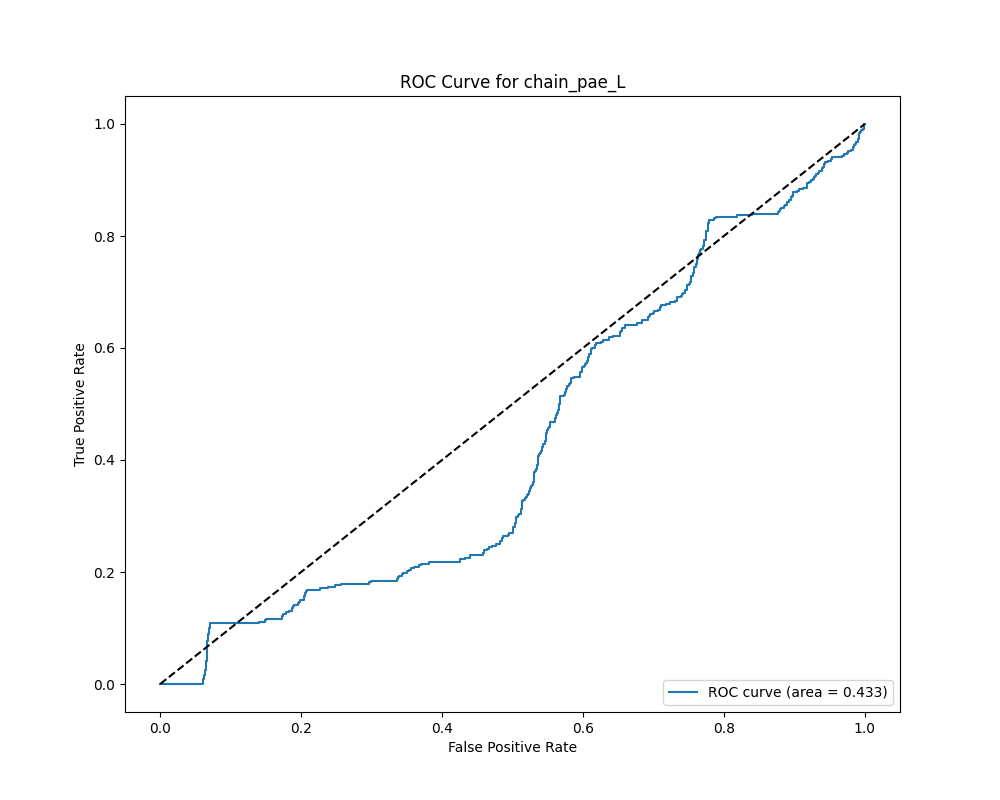 ROC Curve for chain_pae_L
1.0
0.8
0.6
0.4
0.2
0.0
True Positive Rate
ROC curve (area = 0.433)
0.0 0.2 0.4 0.6 0.8 1.0
False Positive Rate